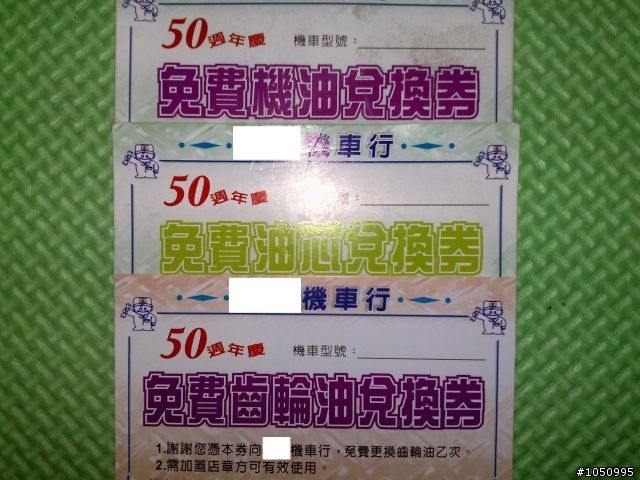 50週年慶 機車型號：
免費機油兌換券
機車行
50週年慶 號：
免費油芯兌換券
機車行
50週年慶 機車型號：
免費齒輪油兌換券
1.謝謝您憑本券向 機車行，免費更換齒輪油乙次。
2.需加蓋店章方可有效使用。
#1050995